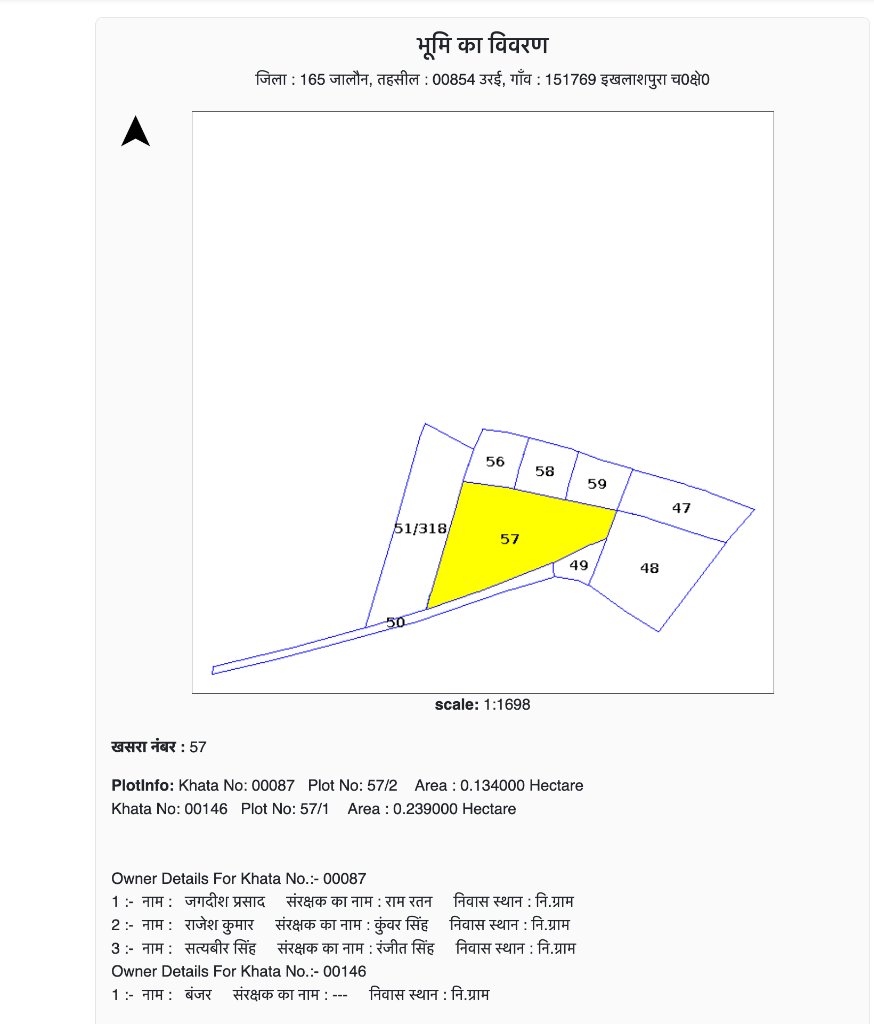 भूमि का विवरण
जिला : 165 जालौन, तहसील : 00854 उरई, गाँव : 151769 इखलाशपुरा च0क्षे0
56
58
59
47
51/318
57
49
48
50
scale: 1:1698
खसरा नंबर : 57
PlotInfo: Khata No: 00087 Plot No: 57/2 Area : 0.134000 Hectare
Khata No: 00146 Plot No: 57/1 Area : 0.239000 Hectare
Owner Details For Khata No.:- 00087
1 :- नाम : जगदीश प्रसाद संरक्षक का नाम : राम रतन निवास स्थान : नि.ग्राम
2 :- नाम : राजेश कुमार संरक्षक का नाम : कुंवर सिंह निवास स्थान : नि.ग्राम
3 :- नाम : सत्यबीर सिंह संरक्षक का नाम : रंजीत सिंह निवास स्थान : नि.ग्राम
Owner Details For Khata No.:- 00146
1 :- नाम : बंजर संरक्षक का नाम : --- निवास स्थान : नि.ग्राम